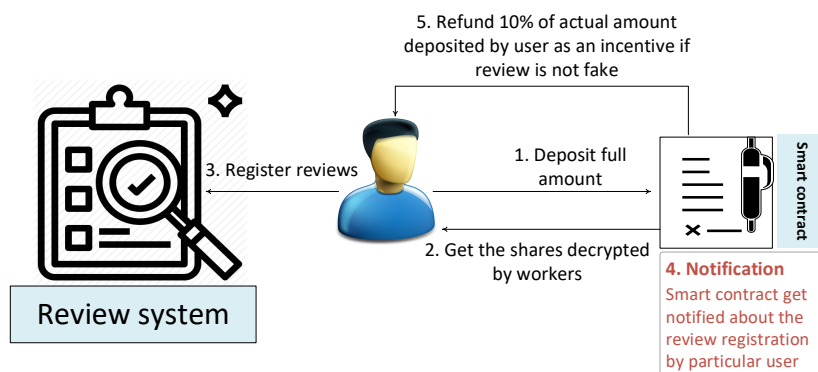 5. Refund 10% of actual amount
deposited by user as an incentive if
review is not fake
3. Register reviews
1. Deposit full
amount
Smart contract
2. Get the shares decrypted
by workers
Review system
4. Notification
Smart contract get
notified about the
review registration
by particular user